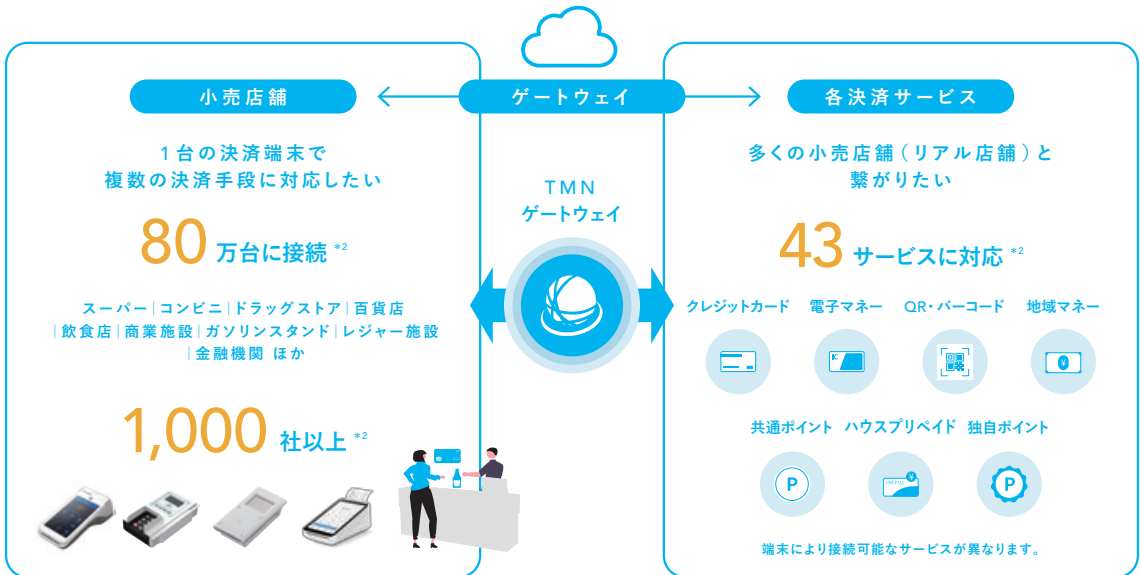 小売店舗
ゲートウェイ
各決済サービス
1台の決済端末で
複数の決済手段に対応したい
80万台に接続 *2
スーパー|コンビニ|ドラッグストア|百貨店
|飲食店|商業施設|ガソリンスタンド|レジャー施設
|金融機関 ほか
1,000社以上 *2
TMN
ゲートウェイ
多くの小売店舗(リアル店舗)と
繋がりたい
43サービスに対応 *2
クレジットカード 電子マネー QR・バーコード 地域マネー
¥
共通ポイント ハウスプリペイド 独自ポイント
P
¥
P
端末により接続可能なサービスが異なります。